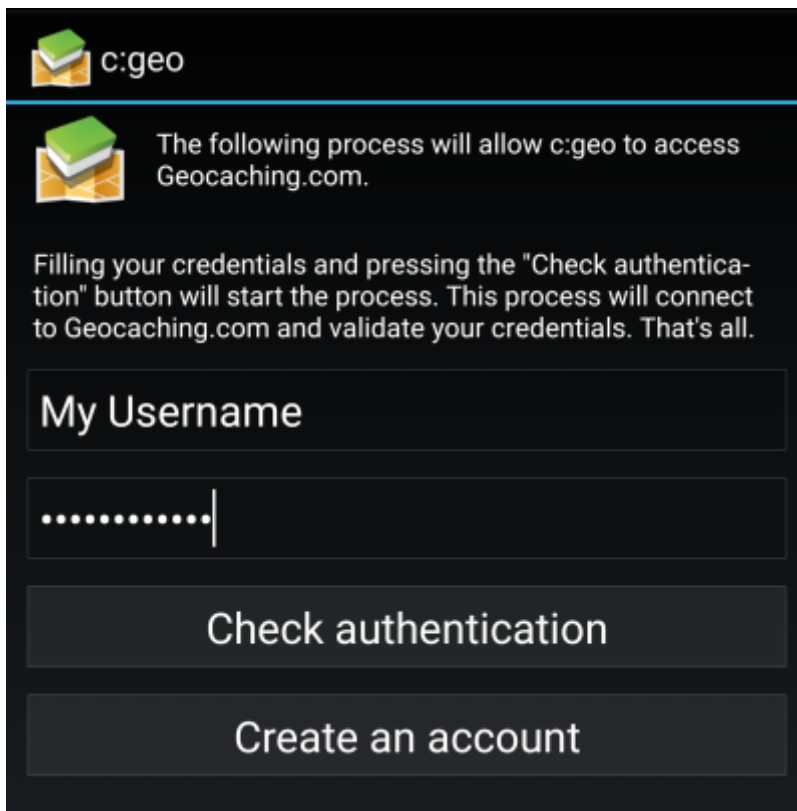 c:geo
The following process will allow c:geo to access
Geocaching.com.
Filling your credentials and pressing the "Check authentica-
tion" button will start the process. This process will connect
to Geocaching.com and validate your credentials. That's all.
My Username
••••••••••••
Check authentication
Create an account